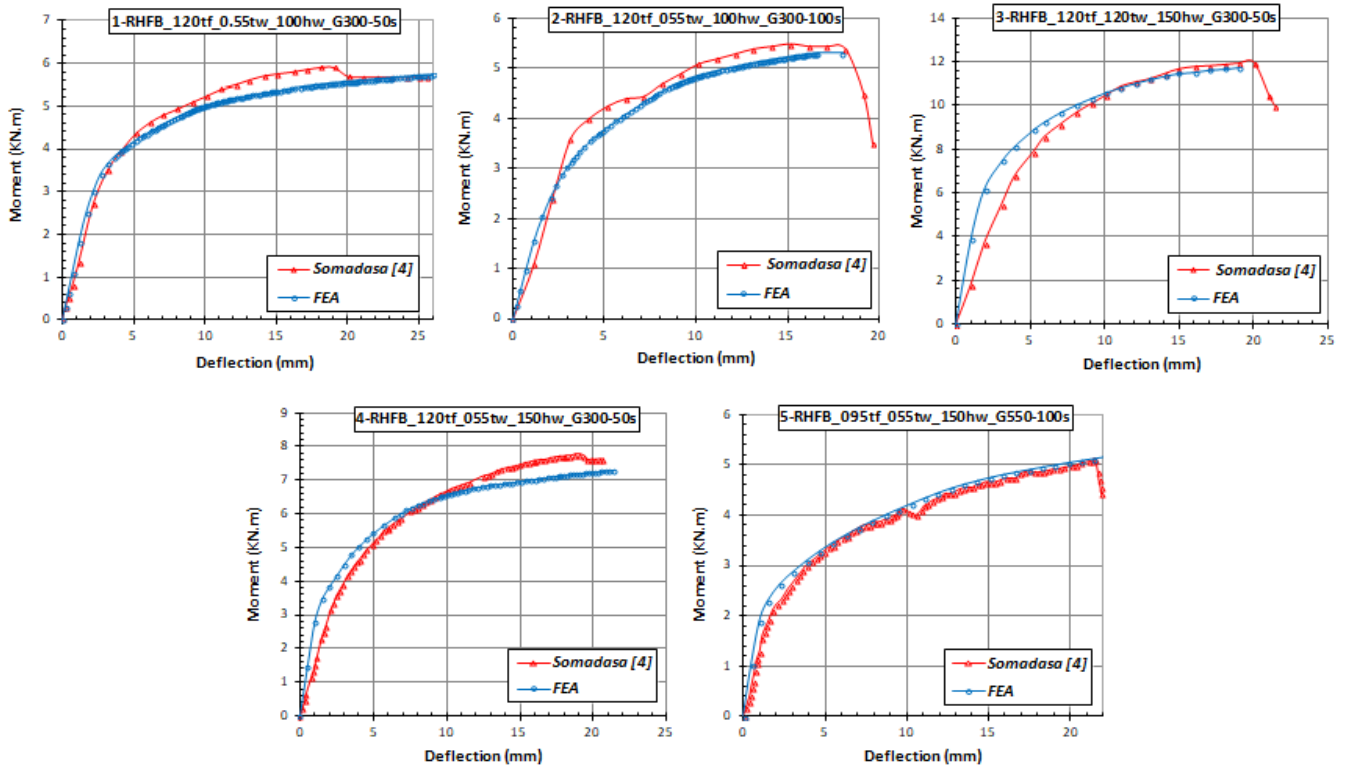 1-RHFB_120tf_0.55tw_100hw_G300-50s
Moment (KN.m)
7
6
5
4
3
2
1
0
0 5 10 15 20 25
Deflection (mm)
Somadasa [4]
FEA
2-RHFB_120tf_055tw_100hw_G300-100s
Moment (KN.m)
6
5
4
3
2
1
0
0 5 10 15 20
Deflection (mm)
Somadasa [4]
FEA
3-RHFB_120tf_120tw_150hw_G300-50s
Moment (KN.m)
14
12
10
8
6
4
2
0
0 5 10 15 20 25
Deflection (mm)
Somadasa [4]
FEA
4-RHFB_120tf_055tw_150hw_G300-50s
Moment (KN.m)
9
8
7
6
5
4
3
2
1
0
0 5 10 15 20 25
Deflection (mm)
Somadasa [4]
FEA
5-RHFB_095tf_055tw_150hw_G550-100s
Moment (KN.m)
6
5
4
3
2
1
0
0 5 10 15 20
Deflection (mm)
Somadasa [4]
FEA